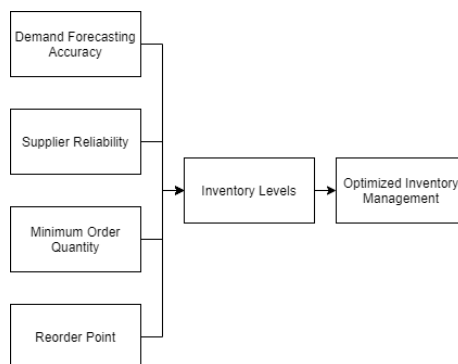 Demand Forecasting
Accuracy
Supplier Reliability
Inventory Levels
Optimized Inventory
Management
Minimum Order
Quantity
Reorder Point